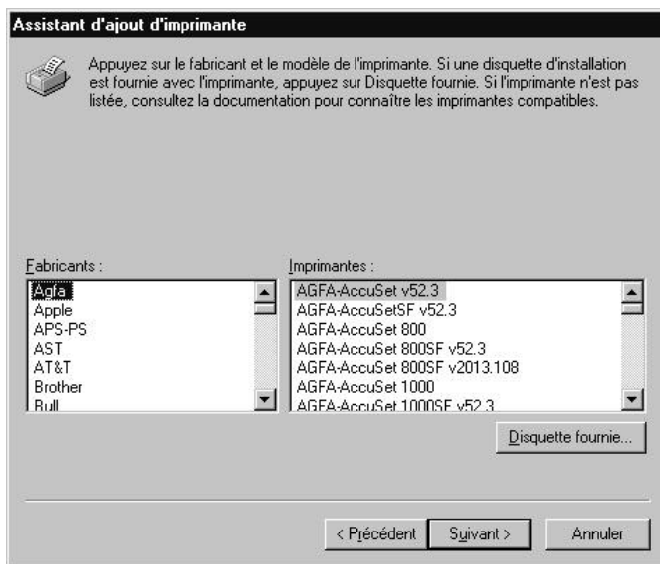 Assistant d'ajout d'imprimante
Appuyez sur le fabricant et le modèle de l'imprimante. Si une disquette d'installation
est fournie avec l'imprimante, appuyez sur Disquette fournie. Si l'imprimante n'est pas
listée, consultez la documentation pour connaître les imprimantes compatibles.
Fabricants :
Agfa
Apple
APS-PS
AST
AT&T
Brother
Bull
Imprimantes :
AGFA-AccuSet v52.3
AGFA-AccuSetSF v52.3
AGFA-AccuSet 800
AGFA-AccuSet 800SF v52.3
AGFA-AccuSet 800SF v2013.108
AGFA-AccuSet 1000
AGFA-AccuSet 1000SF v52.3
Disquette fournie...
< Précédent
Suivant >
Annuler